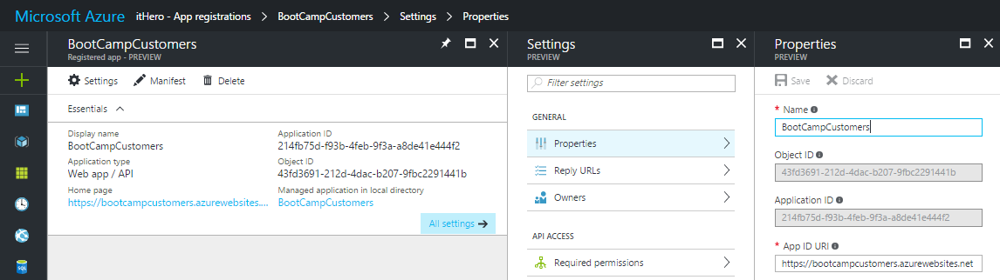 Microsoft Azure itHero - App registrations > BootCampCustomers > Settings > Properties
BootCampCustomers
Registered app - PREVIEW
Settings
Manifest
Delete
Essentials
Display name
BootCampCustomers
Application ID
214fb75d-f93b-4feb-9f3a-a8de41e444f2
Application type
Web app / API
Object ID
43fd3691-212d-4dac-b207-9fbc2291441b
Home page
https://bootcampcustomers.azurewebsites....
Managed application in local directory
BootCampCustomers
All settings
Settings
PREVIEW
Filter settings
GENERAL
Properties
Reply URLs
Owners
API ACCESS
Required permissions
Properties
PREVIEW
Save
Discard
* Name
BootCampCustomers
Object ID
43fd3691-212d-4dac-b207-9fbc2291441b
Application ID
214fb75d-f93b-4feb-9f3a-a8de41e444f2
* App ID URI
https://bootcampcustomers.azurewebsites.net
SQL